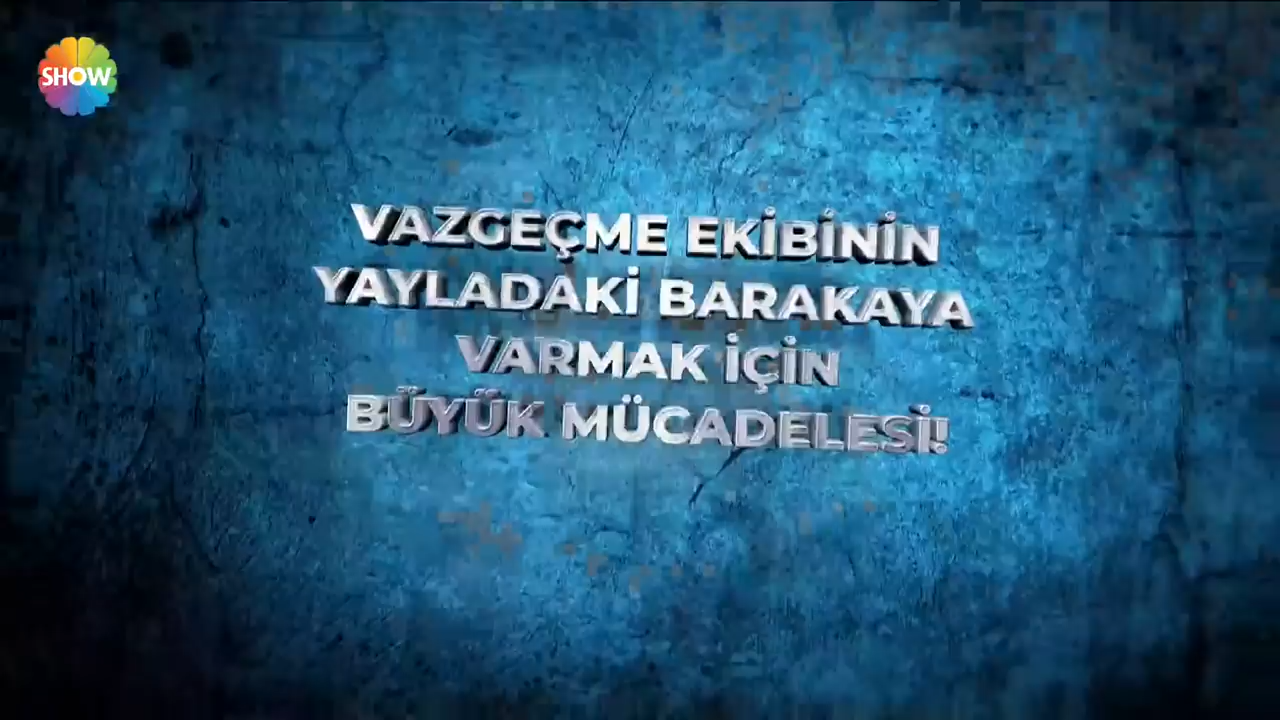 SHOW
VAZGEÇME EKİBİNİN
YAYLADAKİ BARAKAYA
VARMAK İÇİN
BÜYÜK MÜCADELESİ!